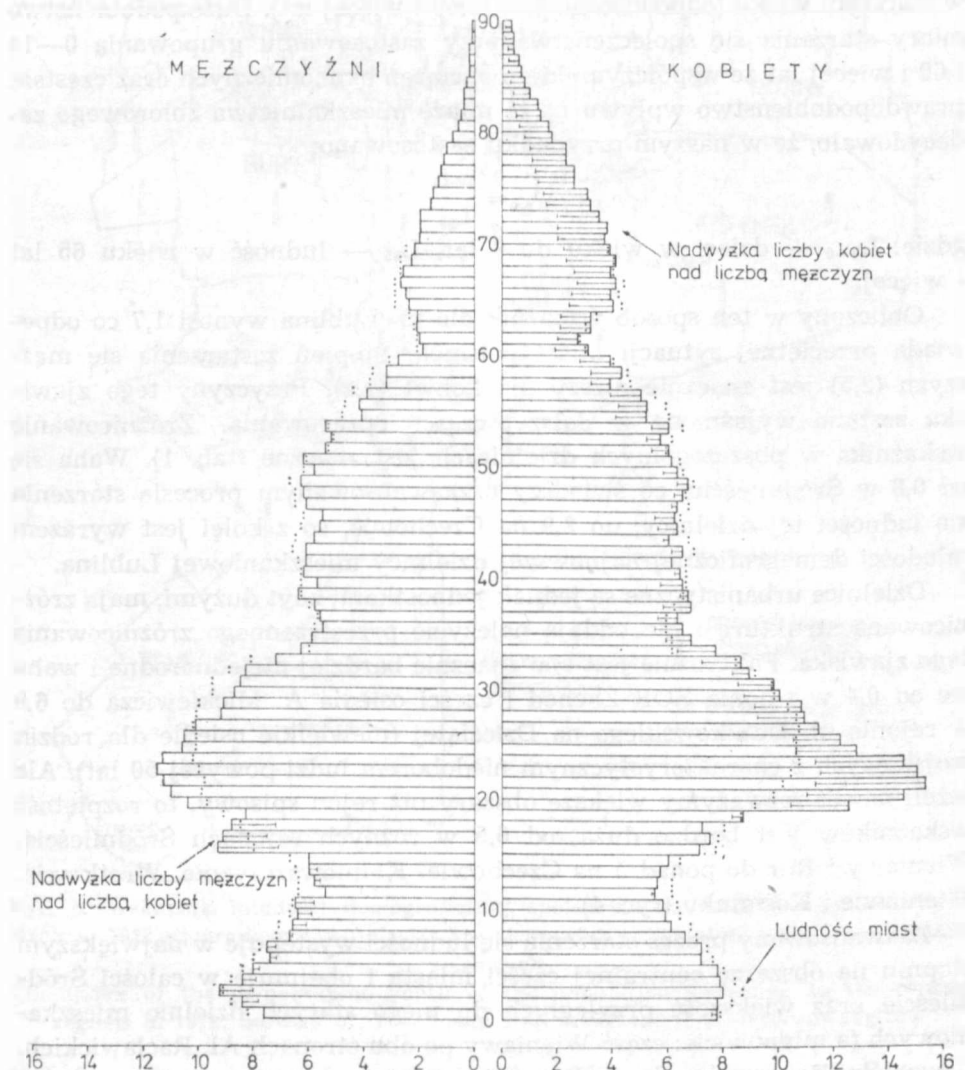 90
MĘŻCZYŹNI KOBIETY
80
70
Nadwyżka liczby kobiet
nad liczbą mężczyzn
60
50
40
30
20
Nadwyżka liczby mężczyzn
nad liczbą kobiet
10
Ludność miast
0
16 14 12 10 8 6 4 2 0 0 2 4 6 8 10 12 14 16